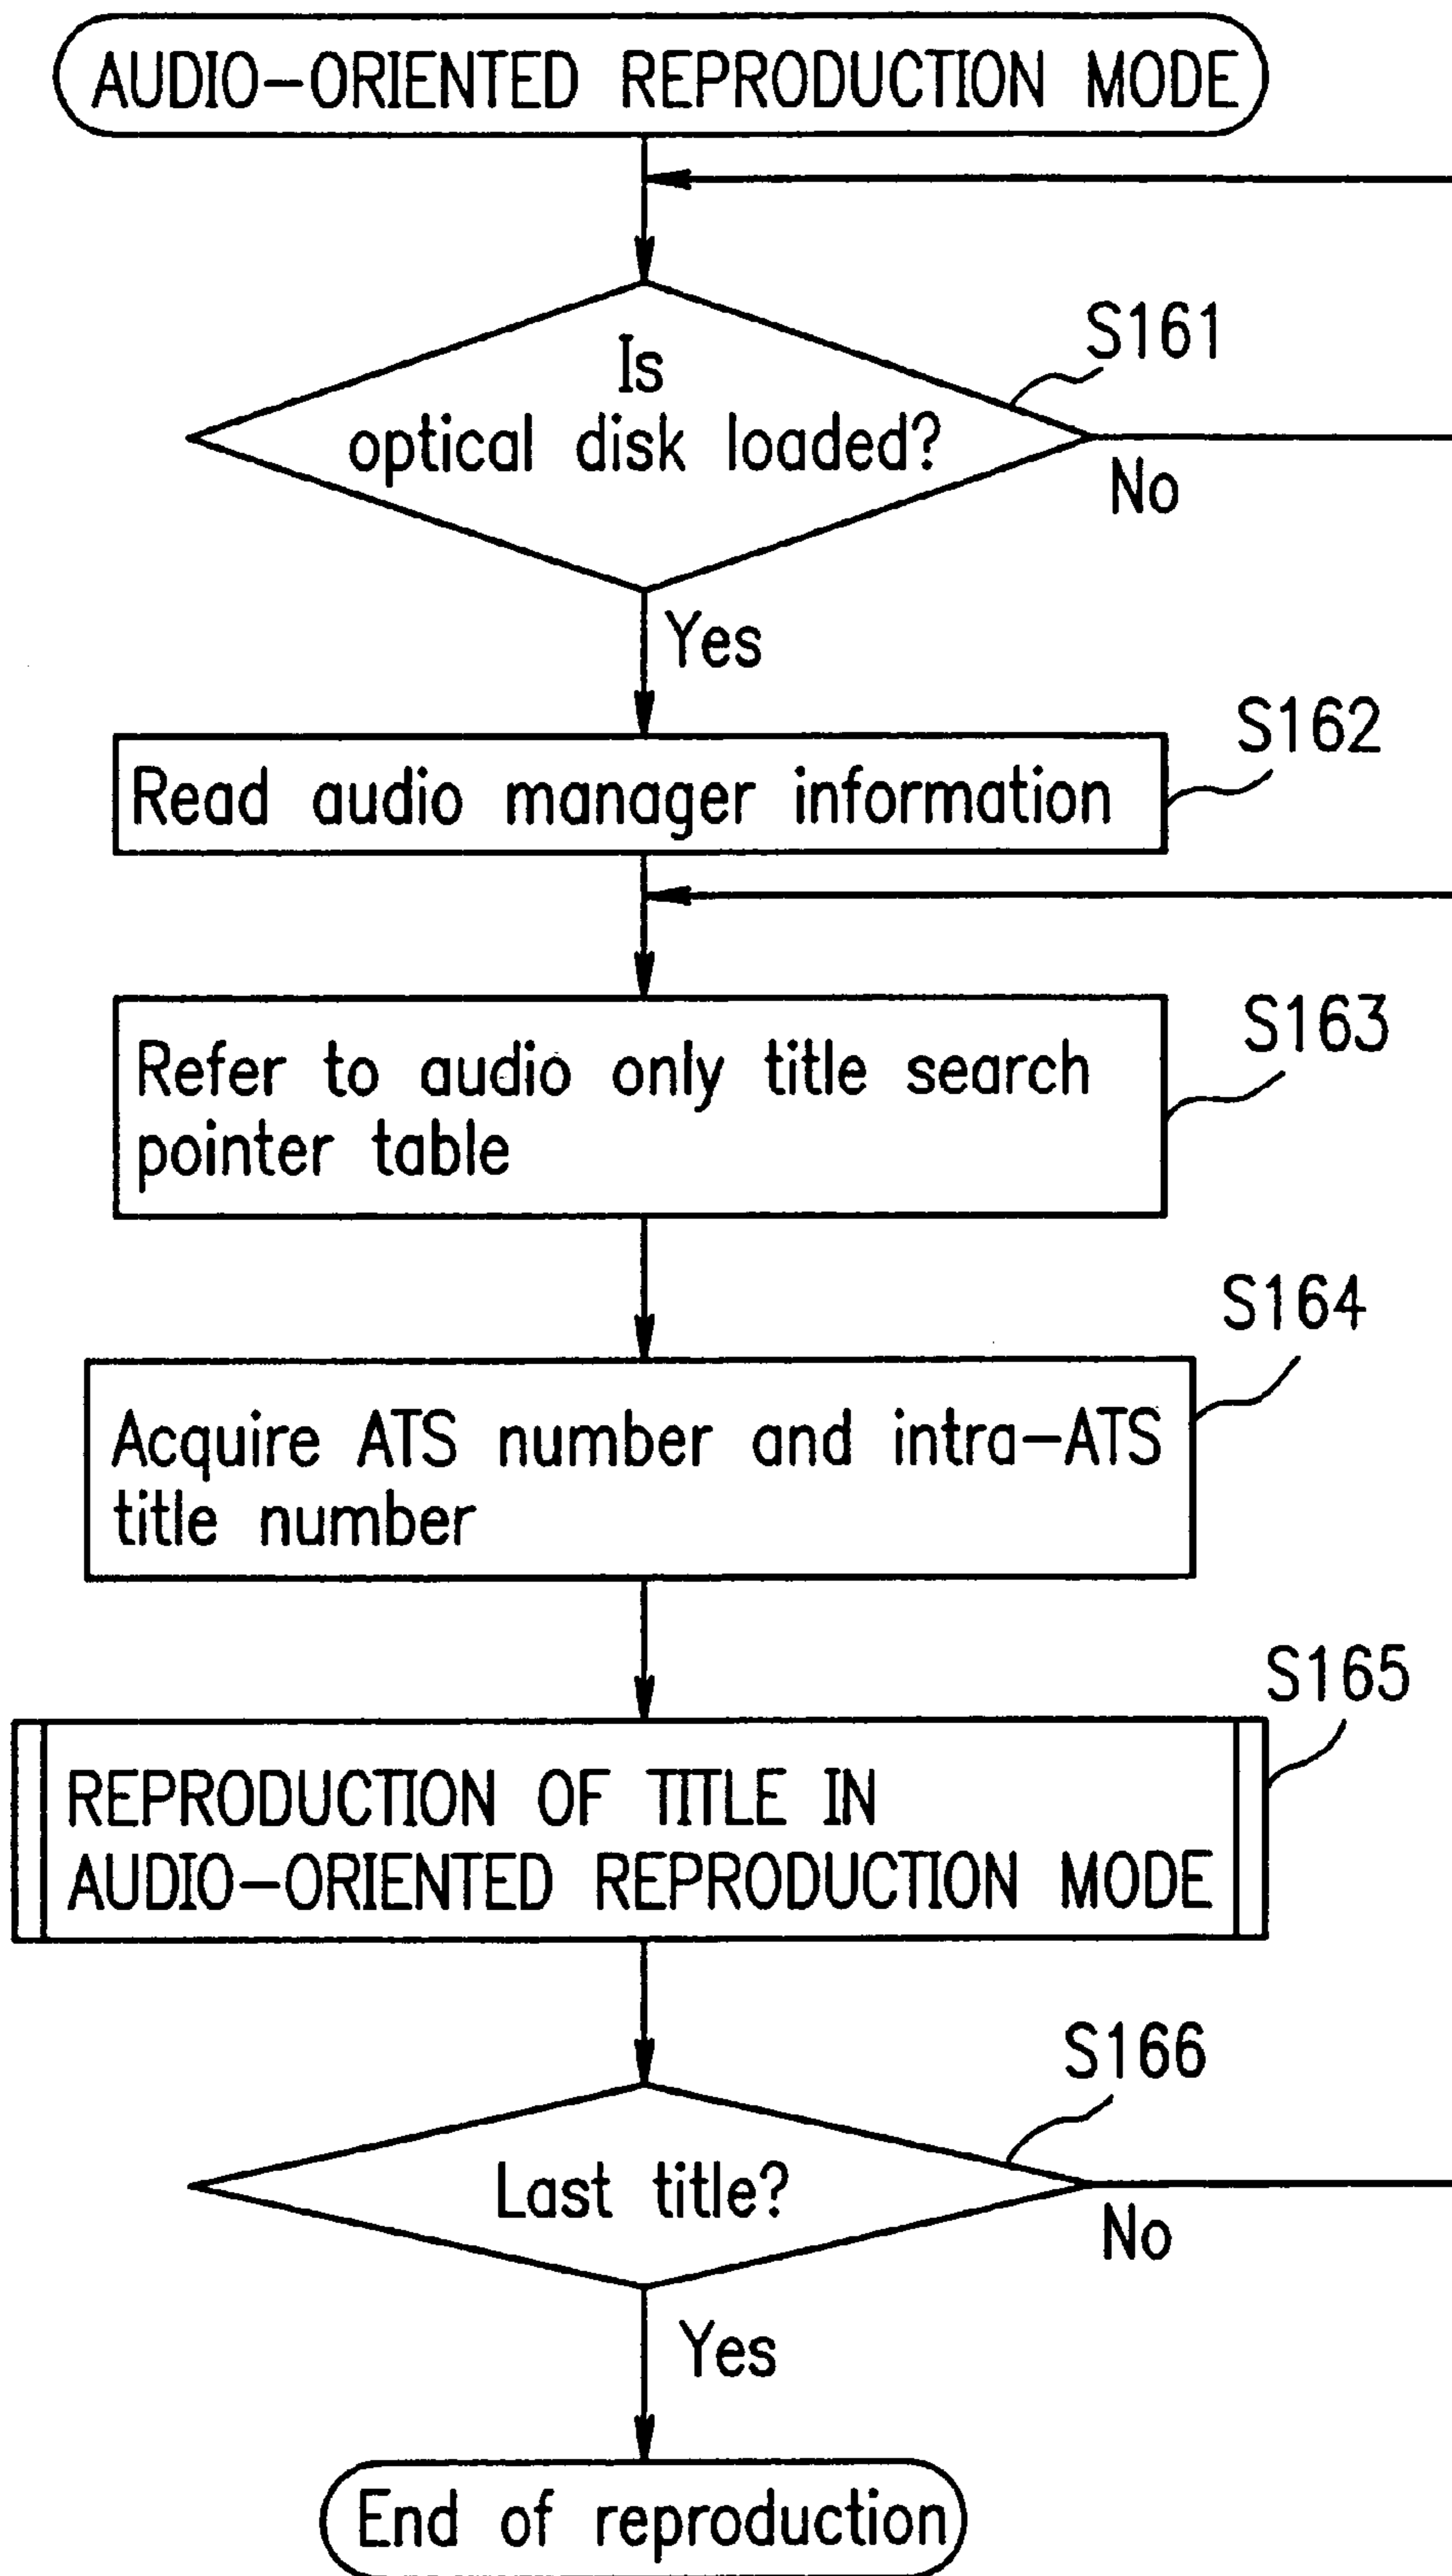 AUDIO-ORIENTED REPRODUCTION MODE
S161
Is
optical disk loaded?
No
Yes
S162
Read audio manager information
S163
Refer to audio only title search
pointer table
S164
Acquire ATS number and intra-ATS
title number
S165
REPRODUCTION OF TITLE IN
AUDIO-ORIENTED REPRODUCTION MODE
S166
Last title?
No
Yes
End of reproduction